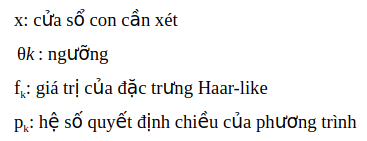 x: cửa sổ con cần xét
θk : ngưỡng
fk: giá trị của đặc trưng Haar-like
pk: hệ số quyết định chiều của phương trình